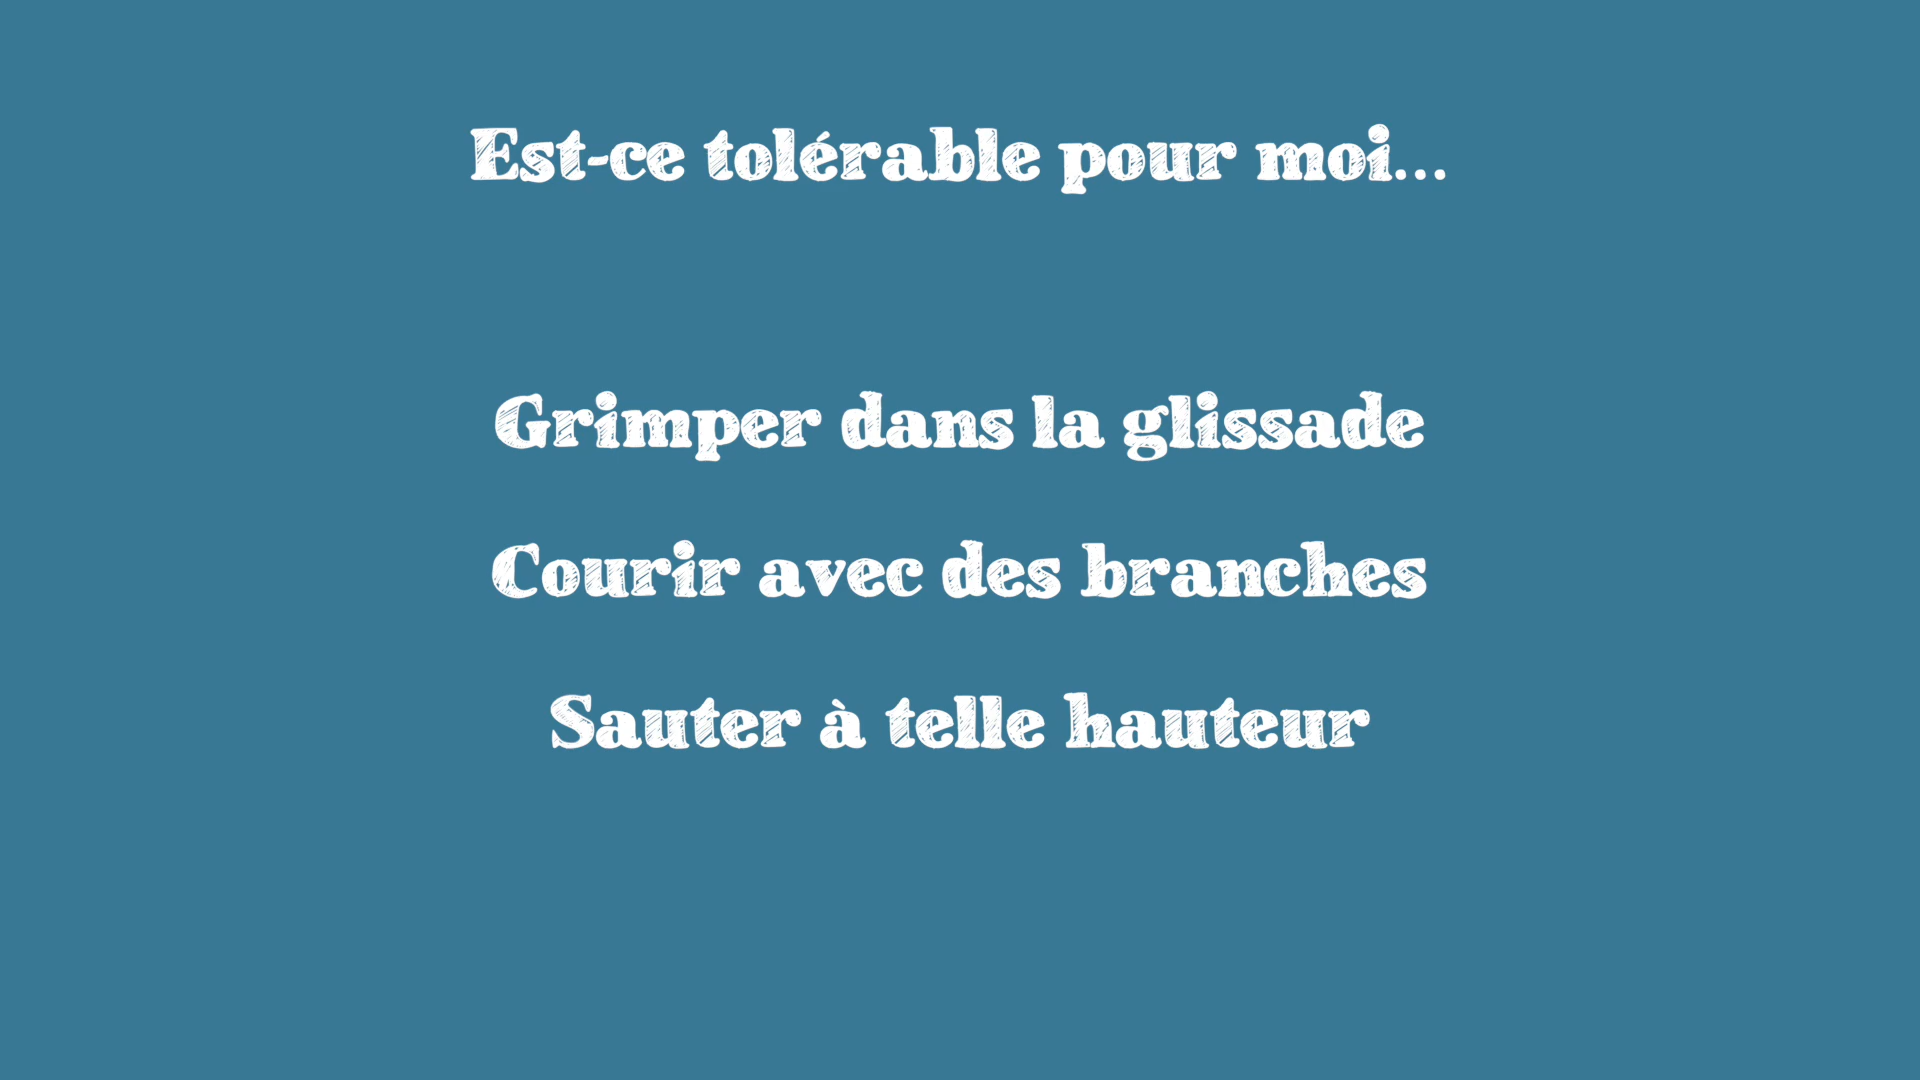 Est-ce tolérable pour moi...
Grimper dans la glissade
Courir avec des branches
Sauter à telle hauteur